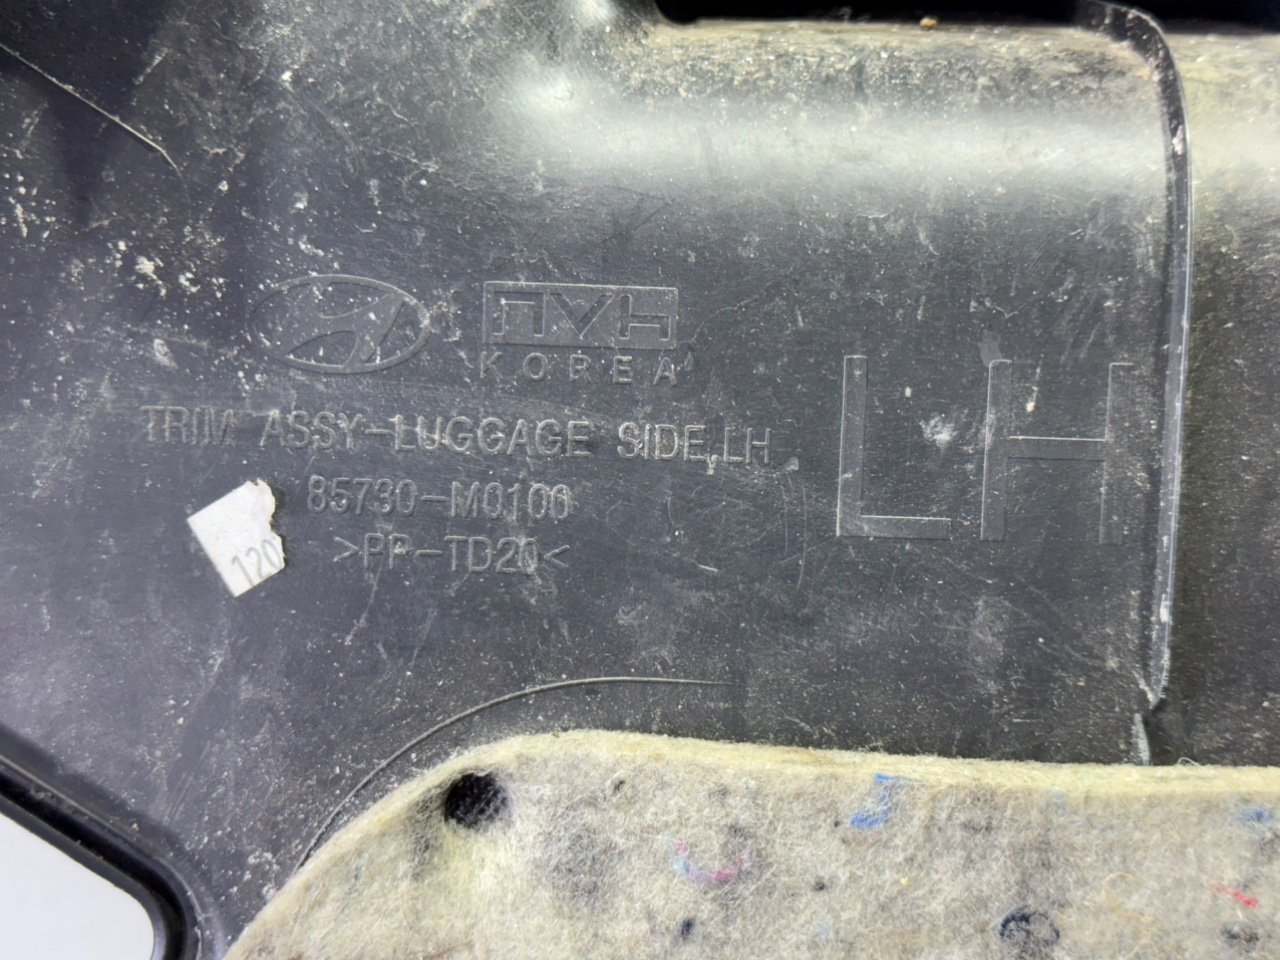 NVH
KOREA
TRIM ASSY-LUGGAGE SIDE,LH
85730-M0100
>PP-TD20<
LH
120